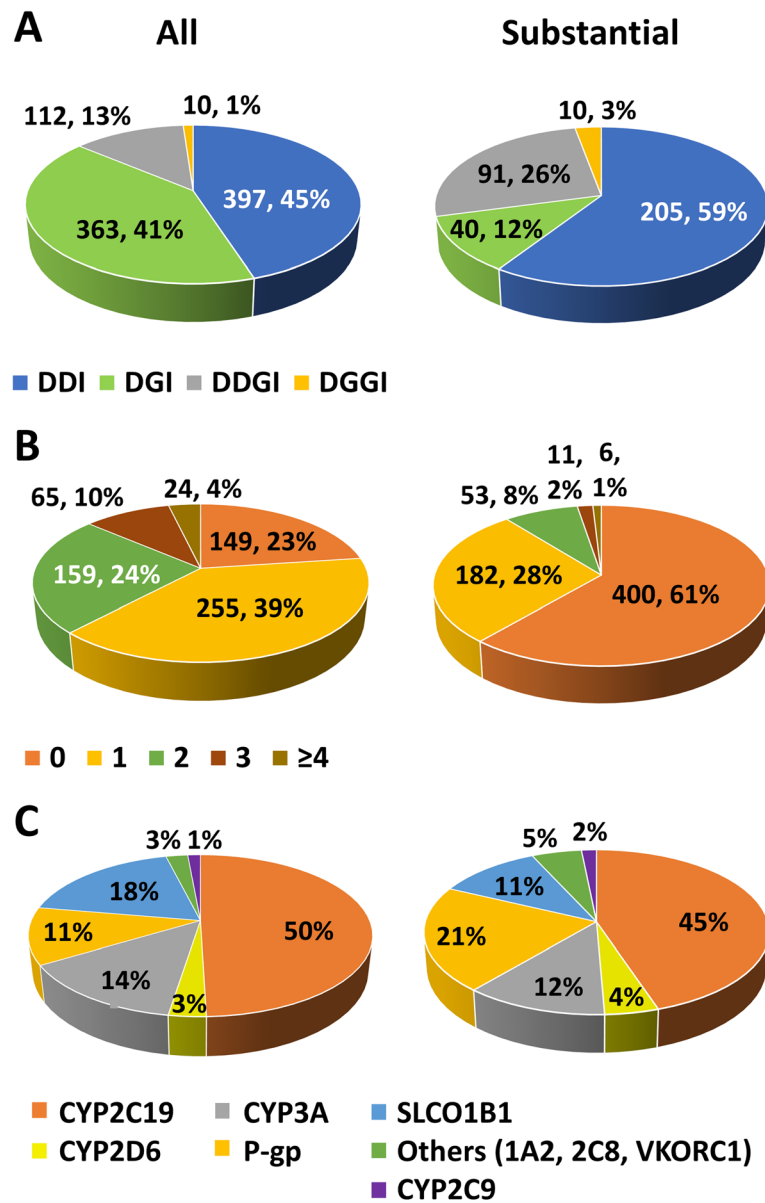 A
All Substantial
112, 13% 10, 1% 10, 3%
397, 45% 363, 41% 91, 26% 205, 59% 40, 12%
DDI DGI DDGI DGGI
B
65, 10% 24, 4% 53, 8% 11, 2% 6, 1%
149, 23% 159, 24% 255, 39% 182, 28% 400, 61%
0 1 2 3 ≥4
C
3% 1% 5% 2%
18% 50% 11% 14% 3% 11% 45% 21% 12% 4%
CYP2C19 CYP3A SLCO1B1
CYP2D6 P-gp Others (1A2, 2C8, VKORC1)
CYP2C9